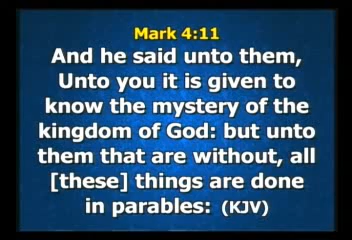 Mark 4:11
And he said unto them,
Unto you it is given to
know the mystery of the
kingdom of God: but unto
them that are without, all
[these] things are done
in parables: (KJV)